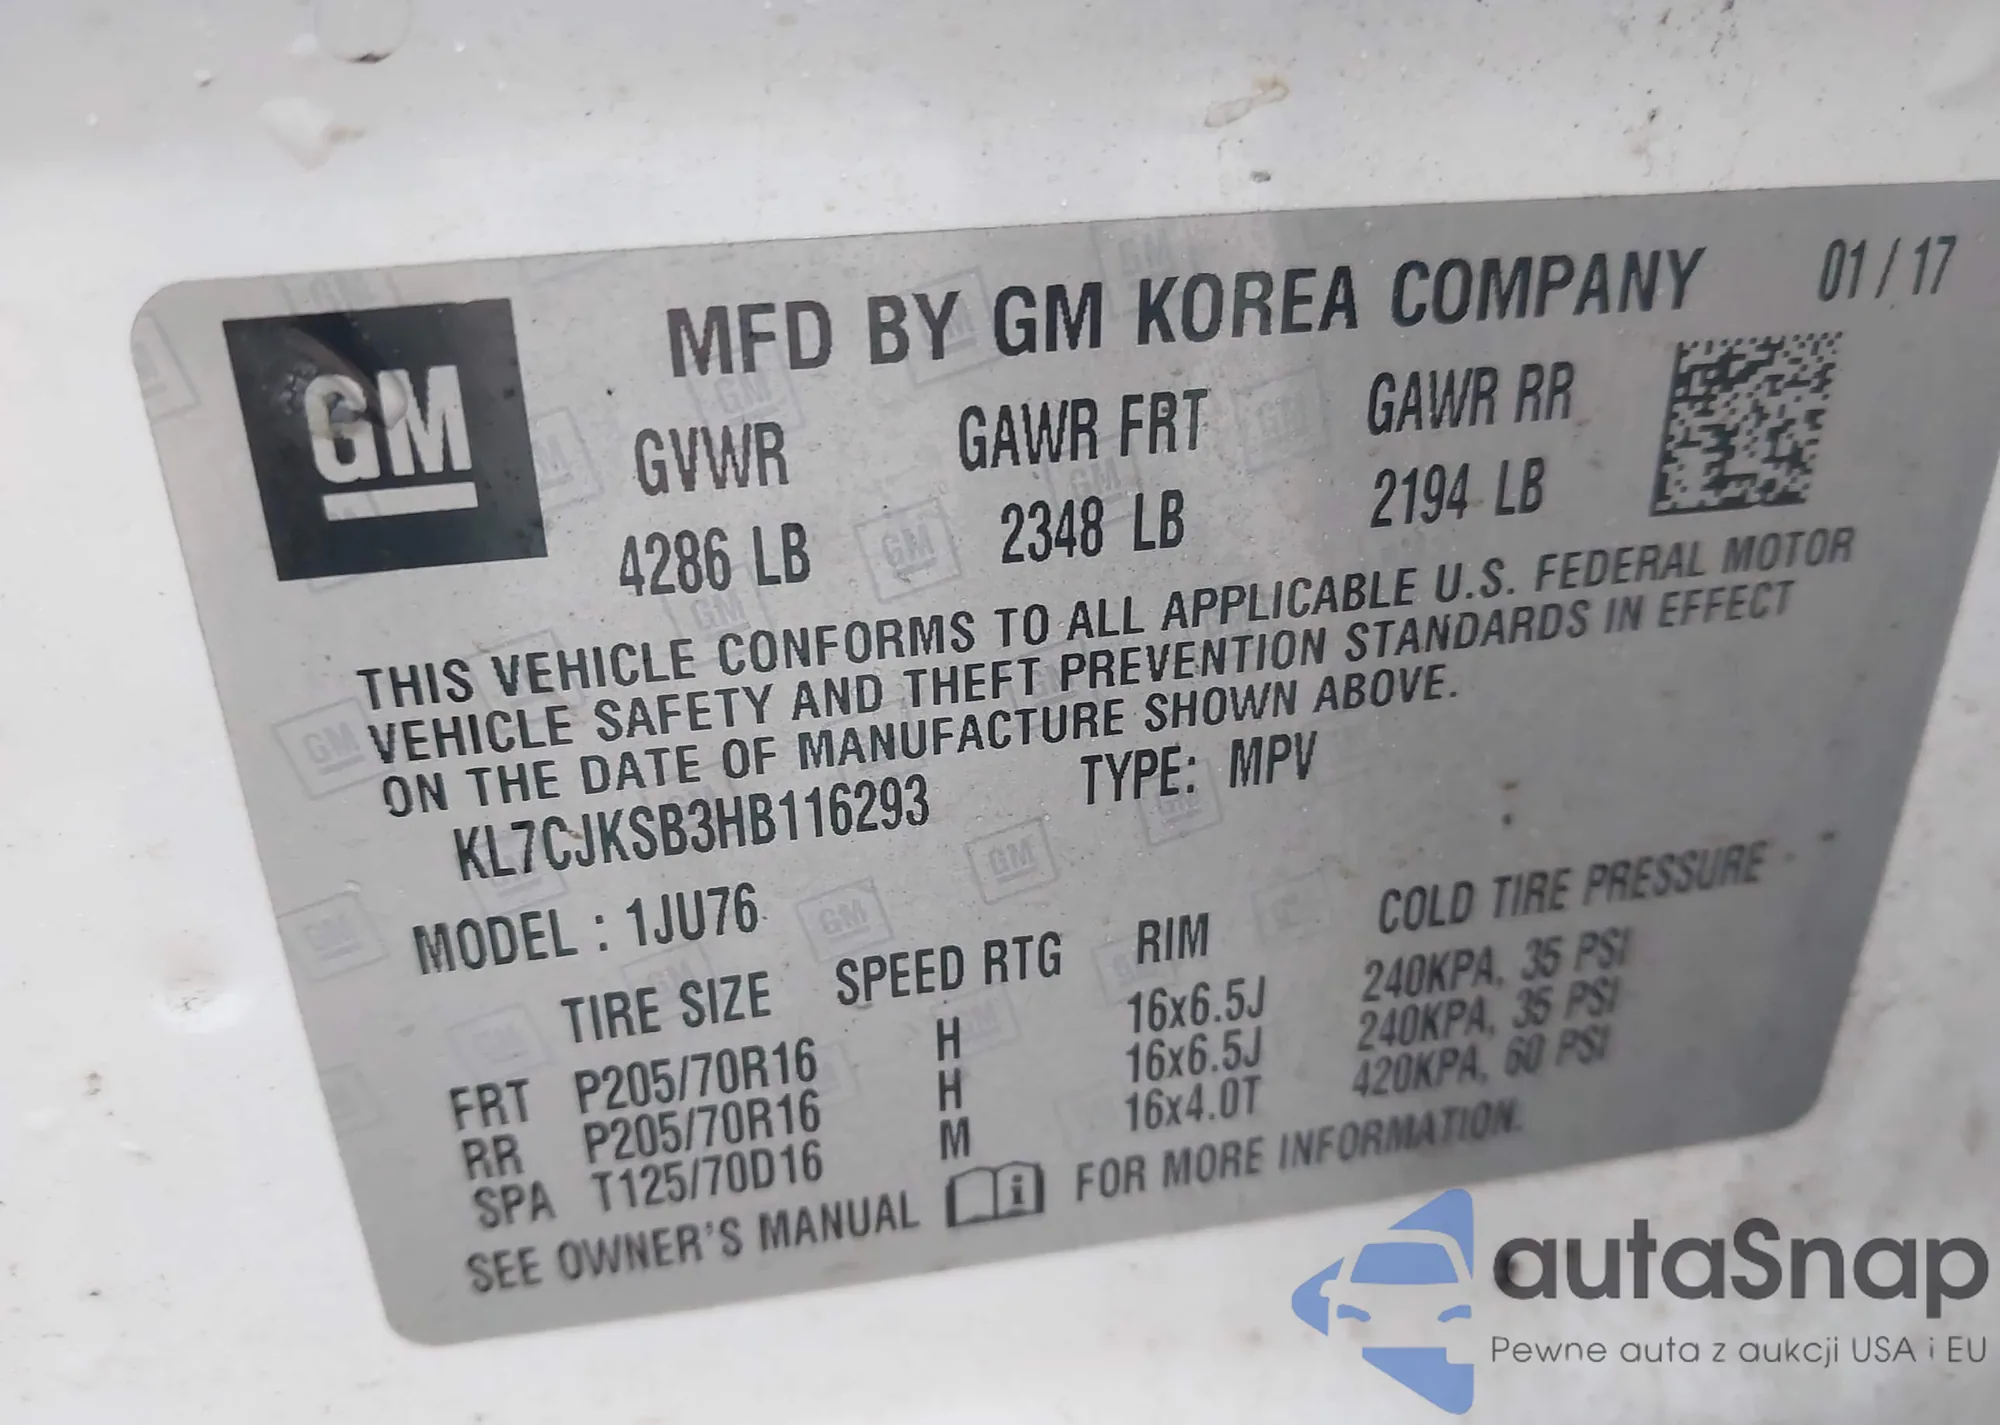 GM
MFD BY GM KOREA COMPANY 01/17
GVWR GAWR FRT GAWR RR
4286 LB 2348 LB 2194 LB
THIS VEHICLE CONFORMS TO ALL APPLICABLE U.S. FEDERAL MOTOR
VEHICLE SAFETY AND THEFT PREVENTION STANDARDS IN EFFECT
ON THE DATE OF MANUFACTURE SHOWN ABOVE.
KL7CJKSB3HB116293 TYPE: MPV
MODEL : 1JU76
TIRE SIZE SPEED RTG RIM COLD TIRE PRESSURE
FRT P205/70R16 H 16x6.5J 240KPA, 35 PSI
RR P205/70R16 H 16x6.5J 240KPA, 35 PSI
SPA T125/70D16 M 16x4.0T 420KPA, 60 PSI
SEE OWNER'S MANUAL i FOR MORE INFORMATION.
autaSnap
Pewne auta z aukcji USA i EU